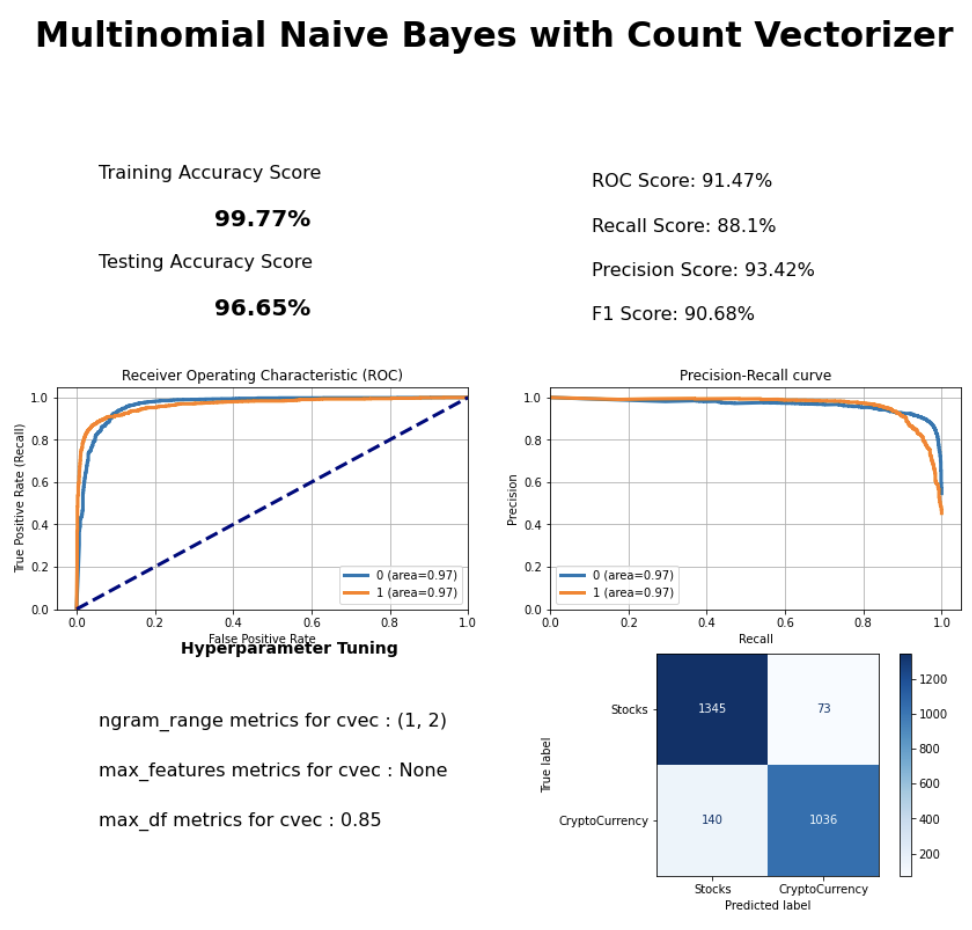 Multinomial Naive Bayes with Count Vectorizer
Training Accuracy Score
99.77%
Testing Accuracy Score
96.65%
ROC Score: 91.47%
Recall Score: 88.1%
Precision Score: 93.42%
F1 Score: 90.68%
Receiver Operating Characteristic (ROC)
True Positive Rate (Recall)
1.0
0.8
0.6
0.4
0.2
0.0
0 (area=0.97)
1 (area=0.97)
0.0 0.2 0.4 0.6 0.8 1.0
False Positive Rate
Precision-Recall curve
Precision
1.0
0.8
0.6
0.4
0.2
0.0
0 (area=0.97)
1 (area=0.97)
0.0 0.2 0.4 0.6 0.8 1.0
Recall
Hyperparameter Tuning
ngram_range metrics for cvec : (1, 2)
max_features metrics for cvec : None
max_df metrics for cvec : 0.85
True label
Stocks 1345 73
CryptoCurrency 140 1036
Stocks CryptoCurrency
Predicted label
1200
1000
800
600
400
200